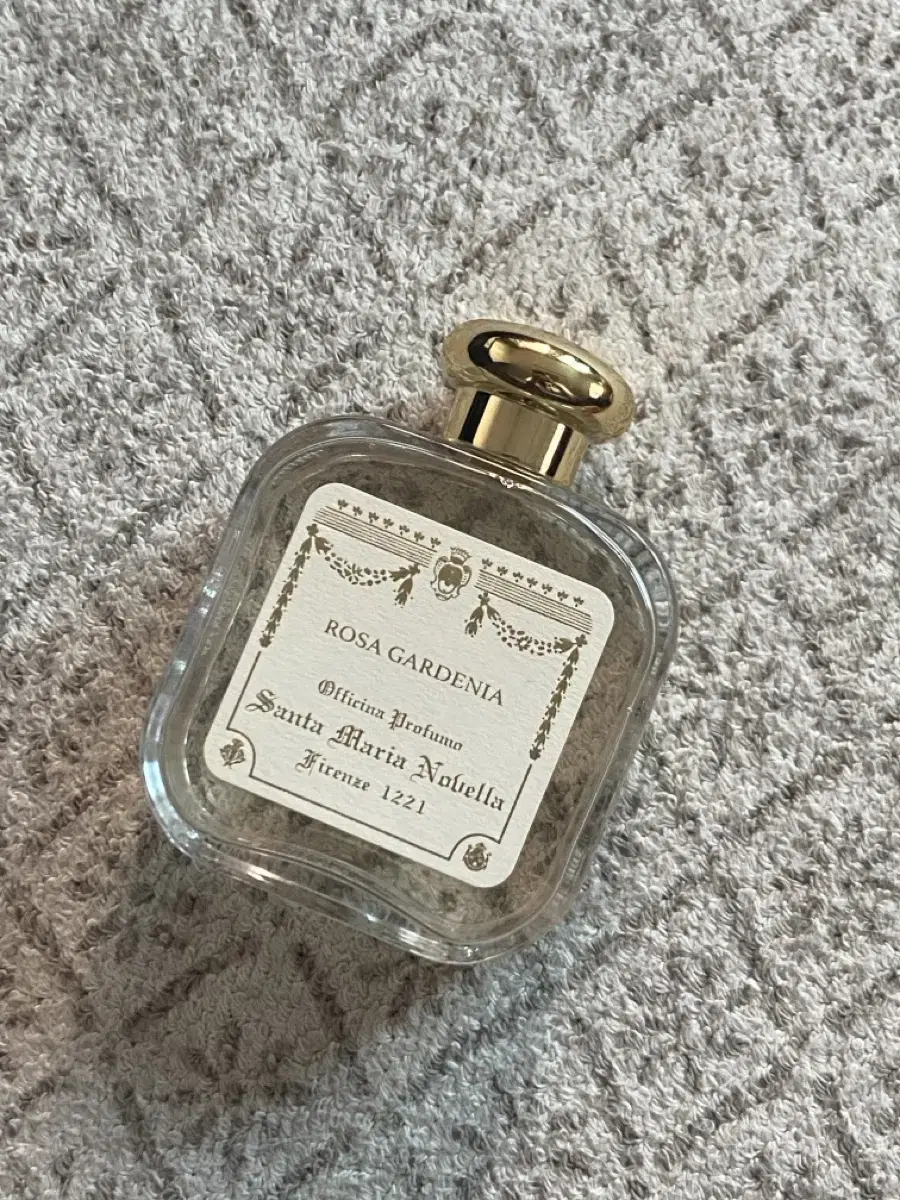 ROSA GARDENIA
Officina Profumo
Santa Maria Novella
Firenze 1221